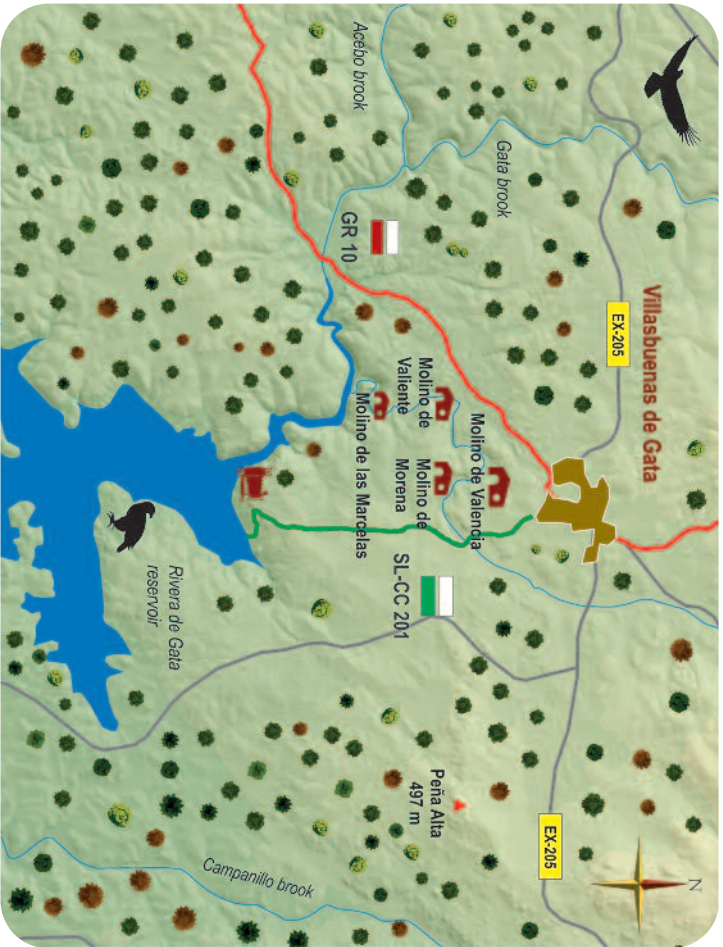 Villasbuenas de Gata
EX-205
EX-205
N
Gata brook
Acebo brook
GR 10
Molino de Valencia
Molino de
Valiente
Molino de
Morena
Molino de las Marcelas
SL-CC 201
Peña Alta
497 m
Rivera de Gata
reservoir
Campanillo brook